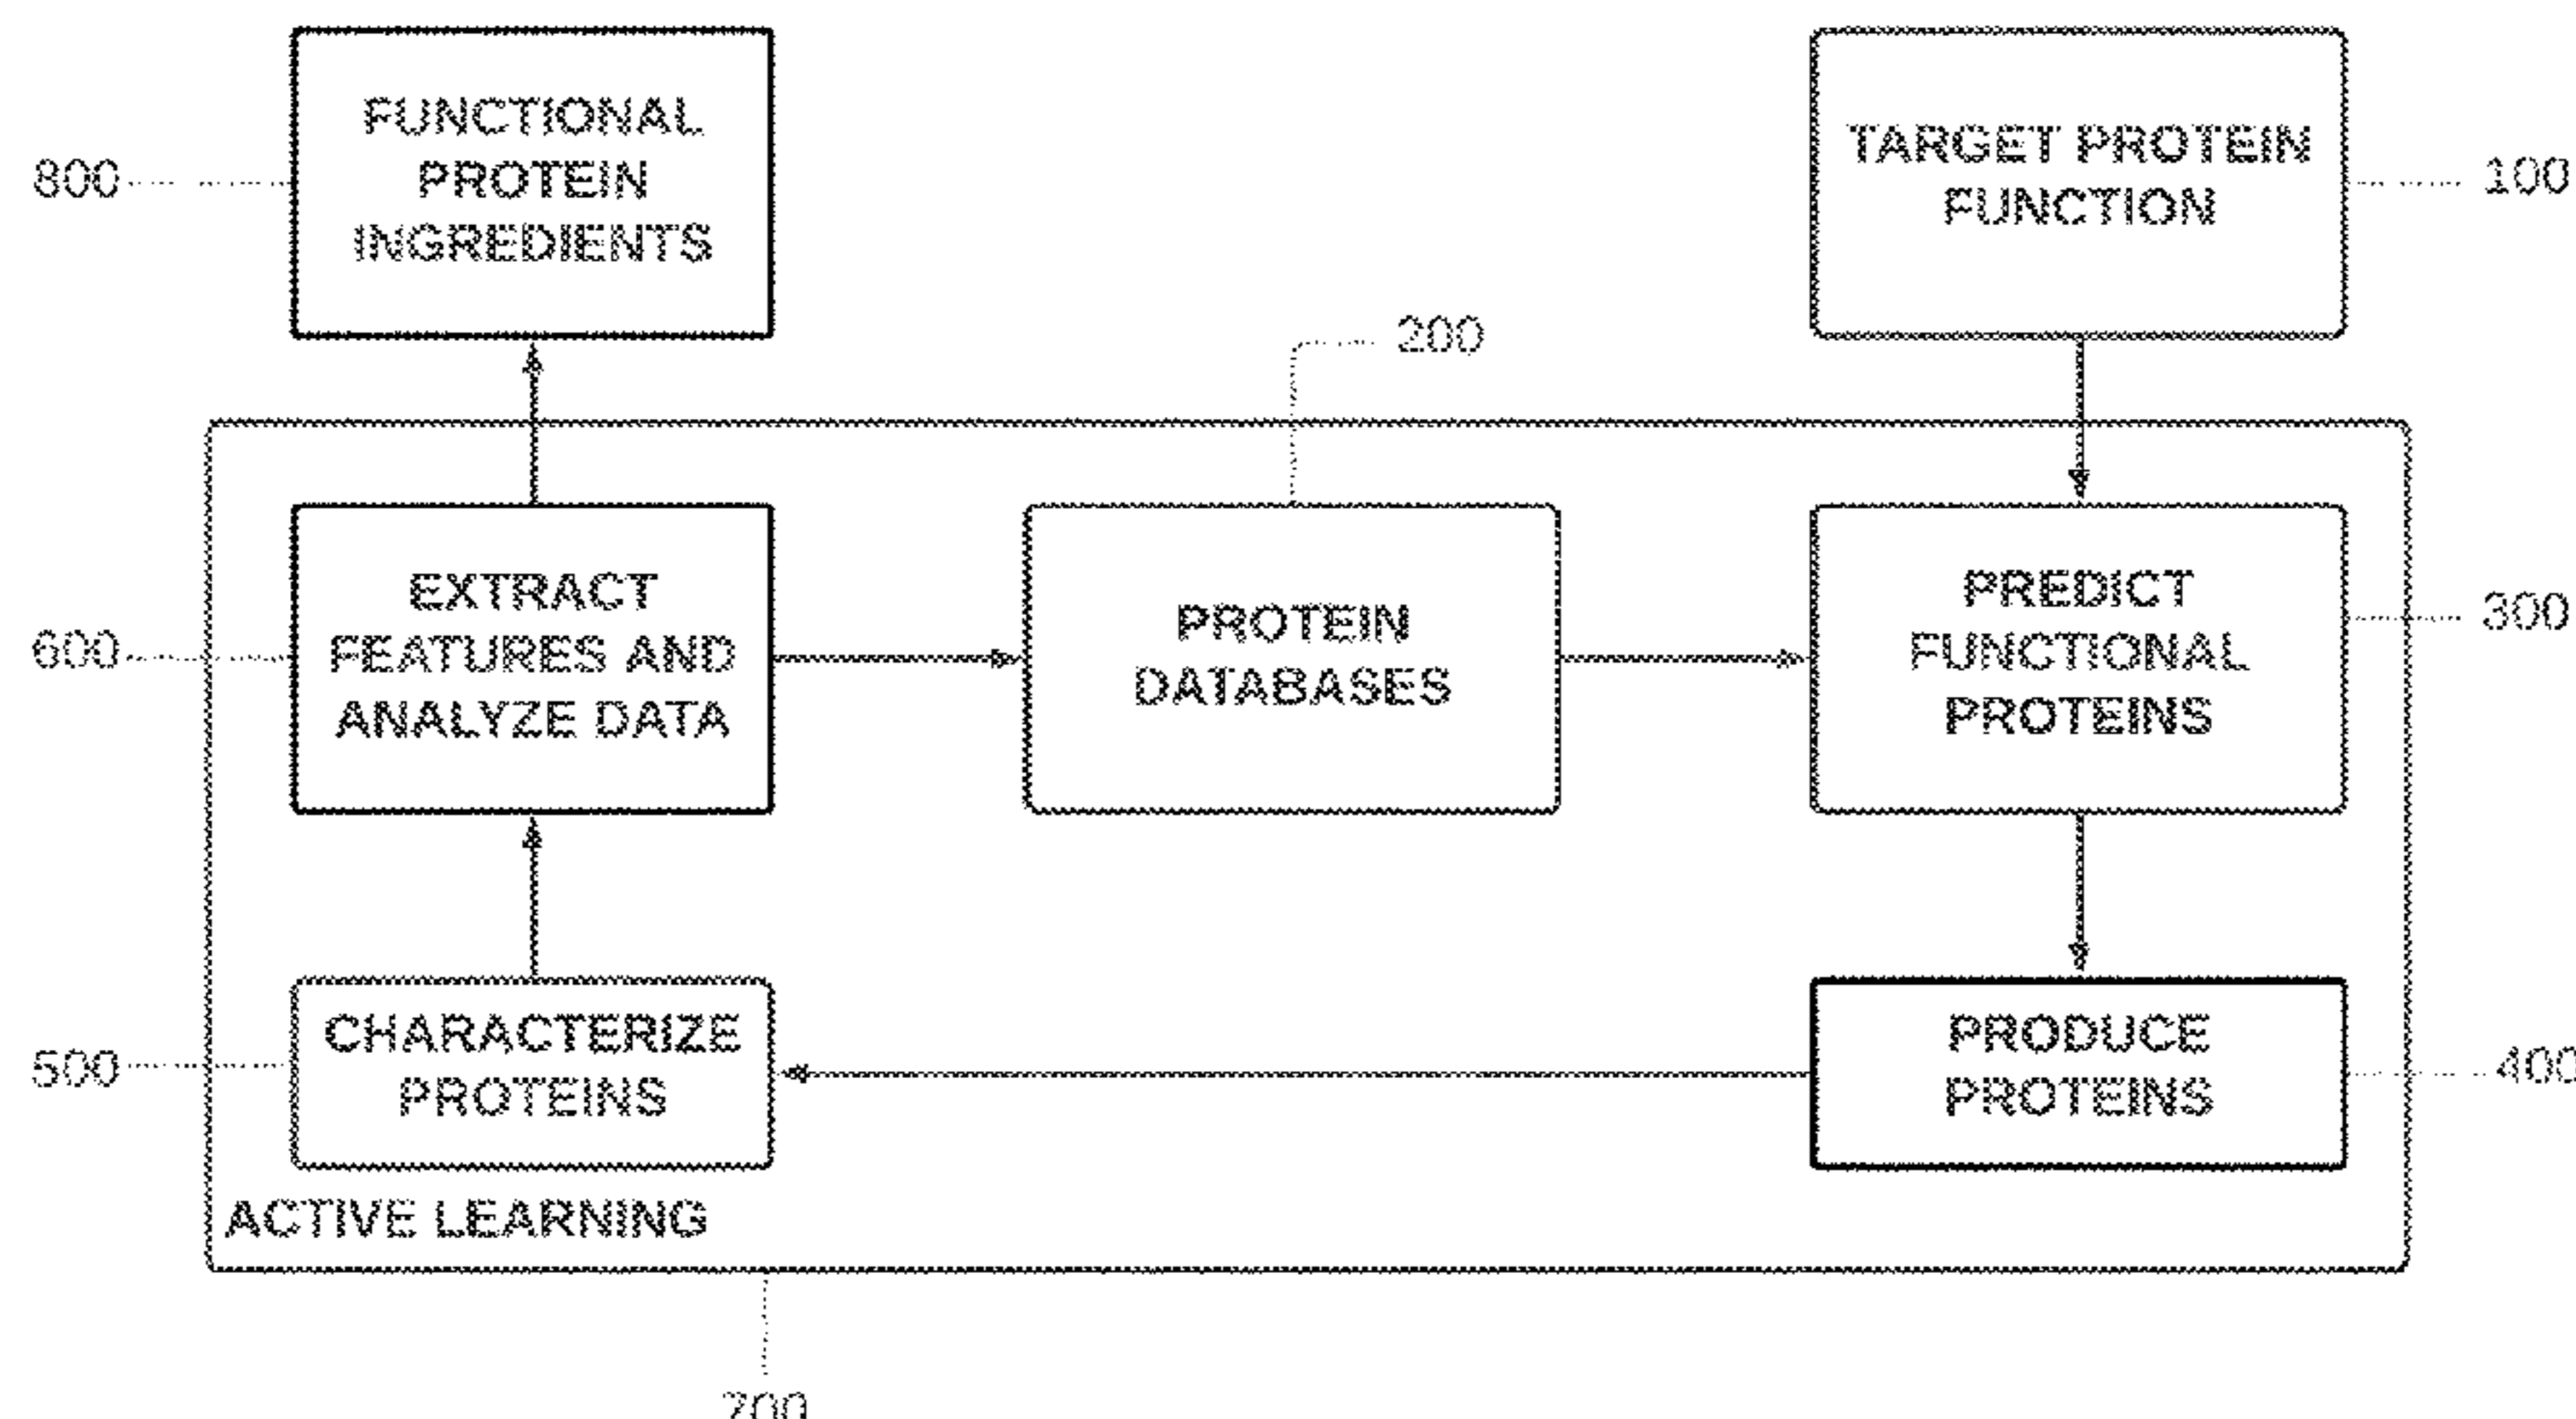 FUNCTIONAL
PROTEIN
INGREDIENTS
800
TARGET PROTEIN
FUNCTION
100
200
EXTRACT
FEATURES AND
ANALYZE DATA
600
PROTEIN
DATABASES
PREDICT
FUNCTIONAL
PROTEINS
300
CHARACTERIZE
PROTEINS
500
PRODUCE
PROTEINS
400
ACTIVE LEARNING
700